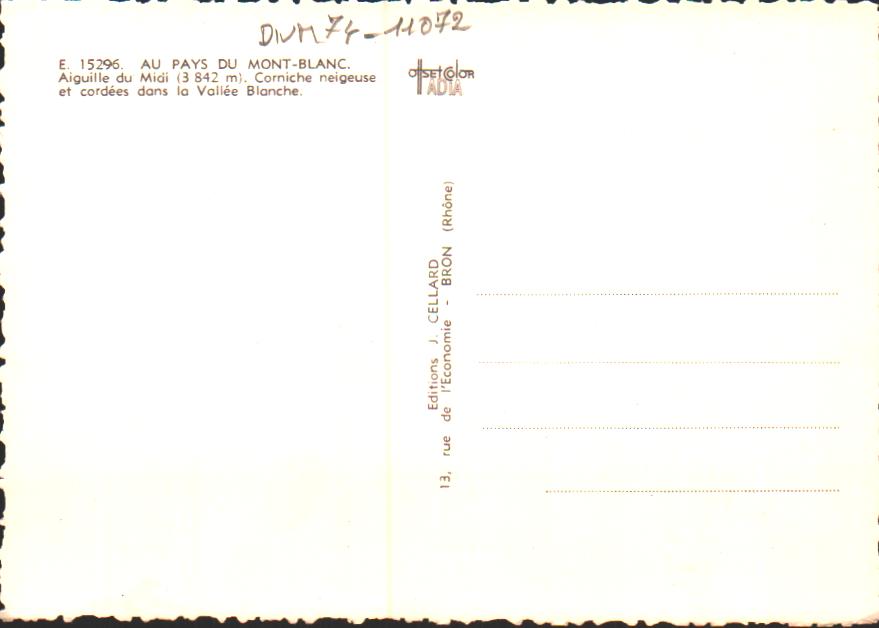 DIVM 74-11072
E. 15296. AU PAYS DU MONT-BLANC.
Aiguille du Midi (3 842 m). Corniche neigeuse
et cordées dans la Vallée Blanche.
OFFSETCOLOR
ADIA
Editions J. CELLARD
13, rue de l'Economie - BRON (Rhône)